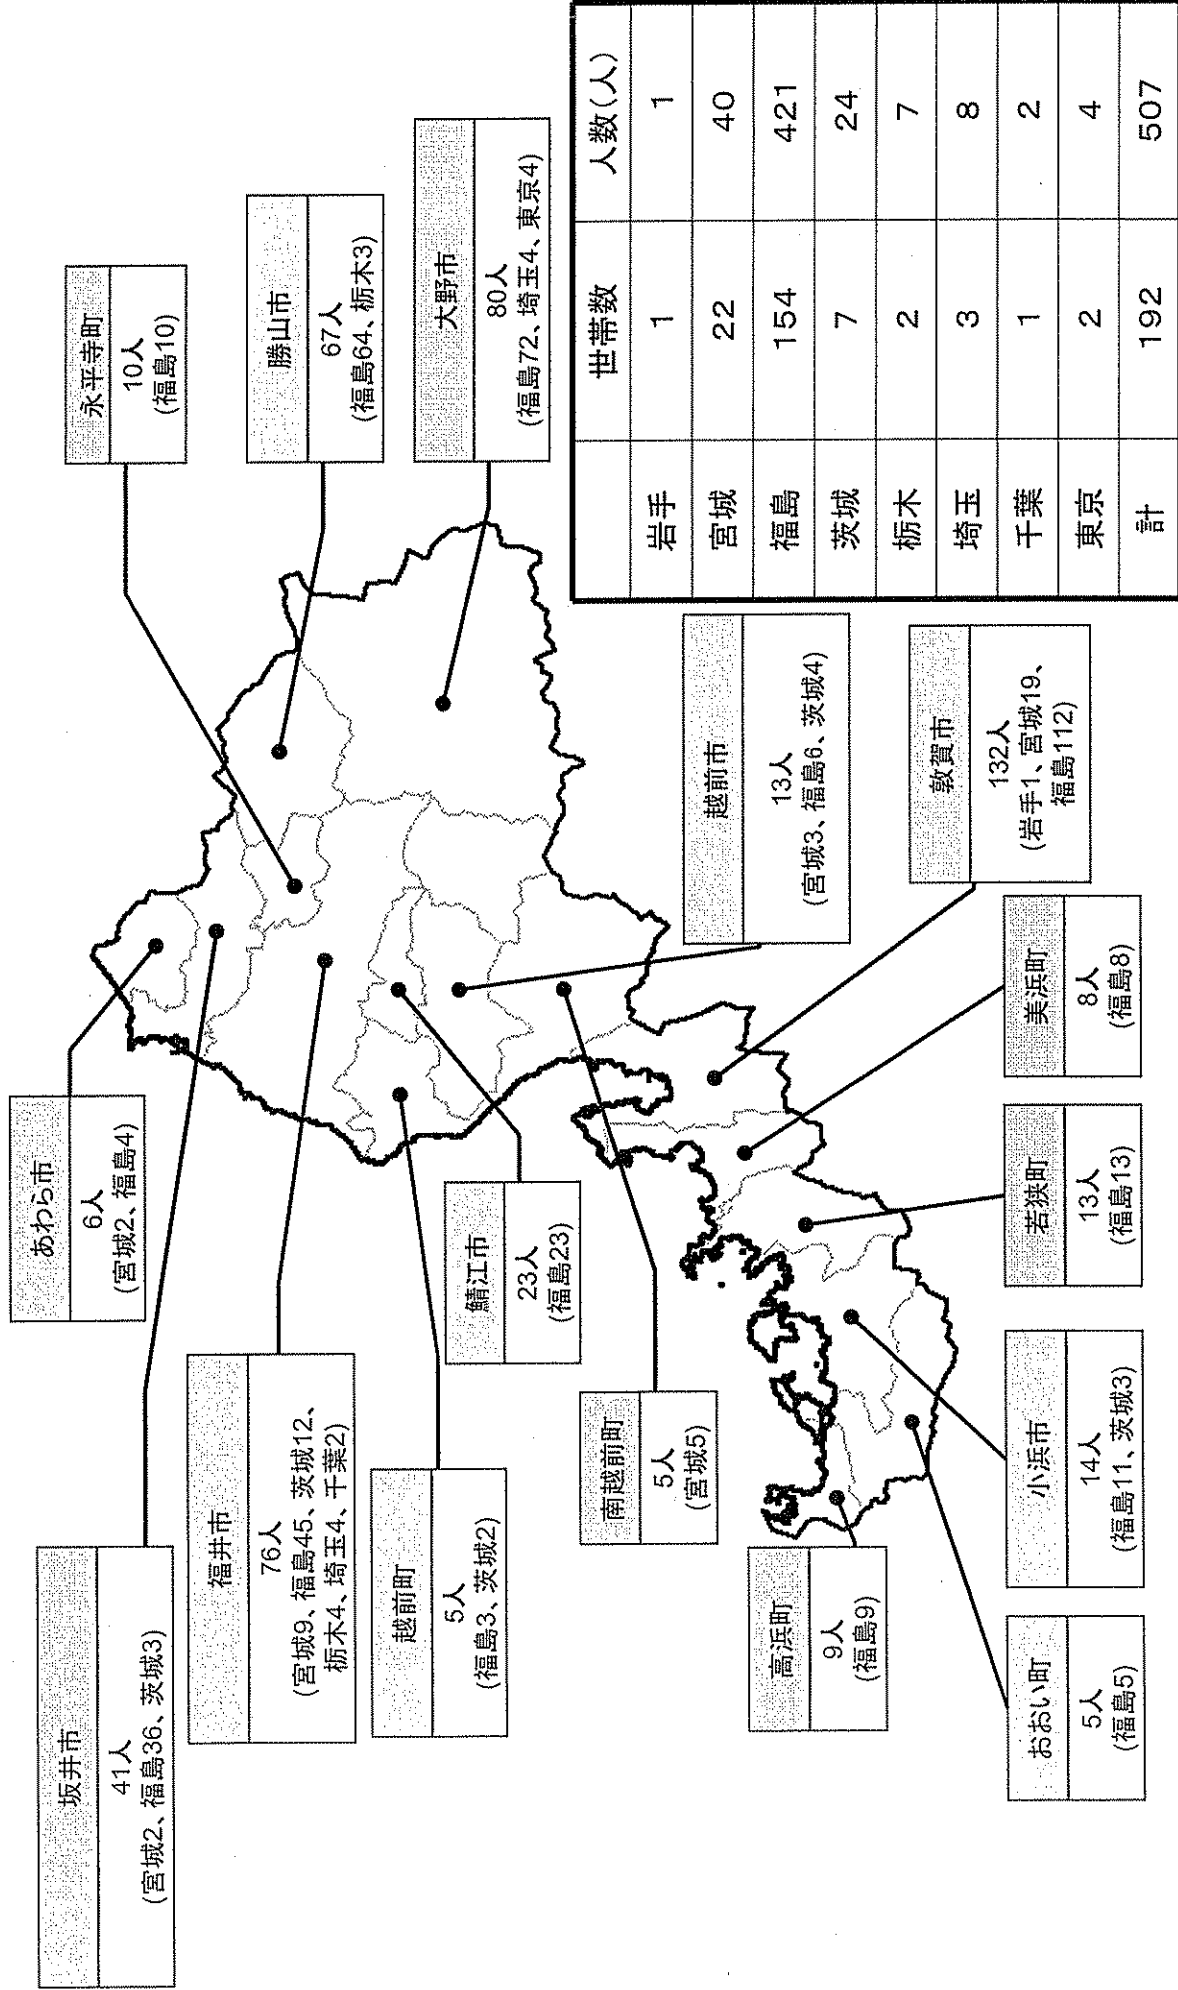 坂井市
41人
(宮城2、福島36、茨城3)
あわら市
6人
(宮城2、福島4)
永平寺町
10人
(福島10)
福井市
76人
(宮城9、福島45、茨城12、
栃木4、埼玉4、千葉2)
勝山市
67人
(福島64、栃木3)
越前町
5人
(福島3、茨城2)
鯖江市
23人
(福島23)
大野市
80人
(福島72、埼玉4、東京4)
南越前町
5人
(宮城5)
越前市
13人
(宮城3、福島6、茨城4)
高浜町
9人
(福島9)
敦賀市
132人
(岩手1、宮城19、
福島112)
おおい町
5人
(福島5)
小浜市
14人
(福島11、茨城3)
若狭町
13人
(福島13)
美浜町
8人
(福島8)
世帯数 人数(人)
岩手 1 1
宮城 22 40
福島 154 421
茨城 7 24
栃木 2 7
埼玉 3 8
千葉 1 2
東京 2 4
計 192 507